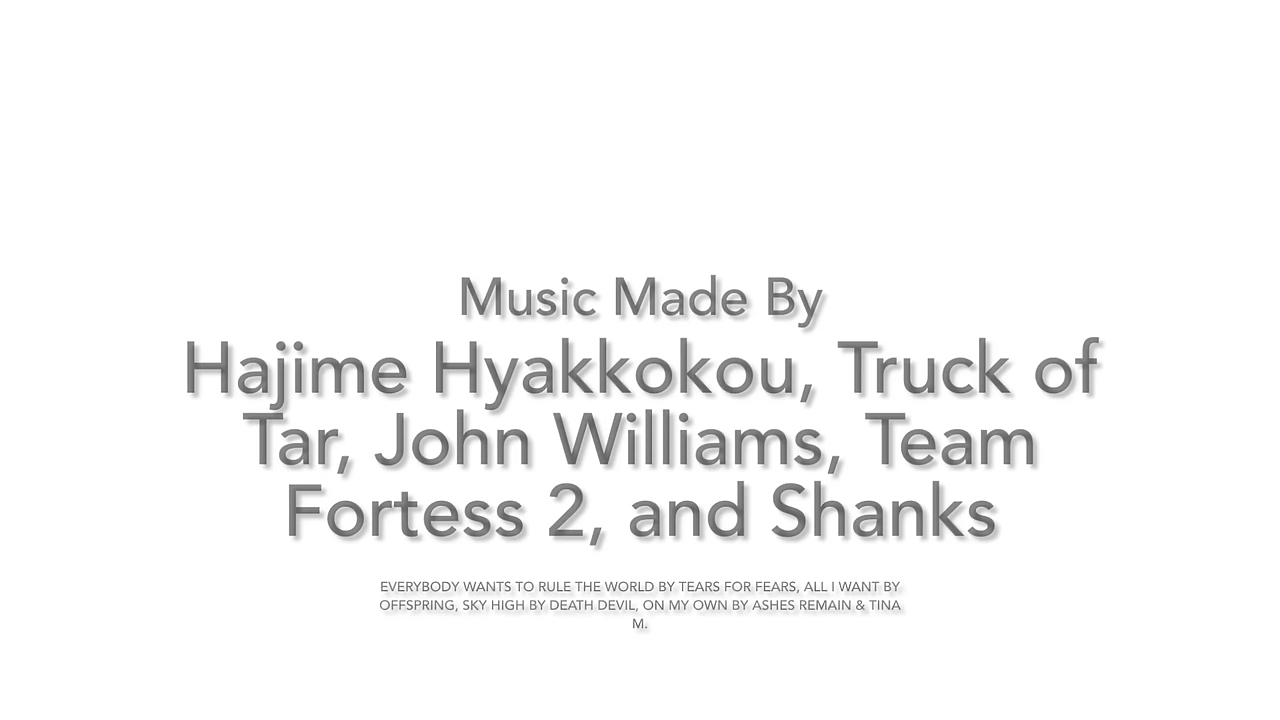 Music Made By
Hajime Hyakkokou, Truck of
Tar, John Williams, Team
Fortess 2, and Shanks
EVERYBODY WANTS TO RULE THE WORLD BY TEARS FOR FEARS, ALL I WANT BY
OFFSPRING, SKY HIGH BY DEATH DEVIL, ON MY OWN BY ASHES REMAIN & TINA
M.